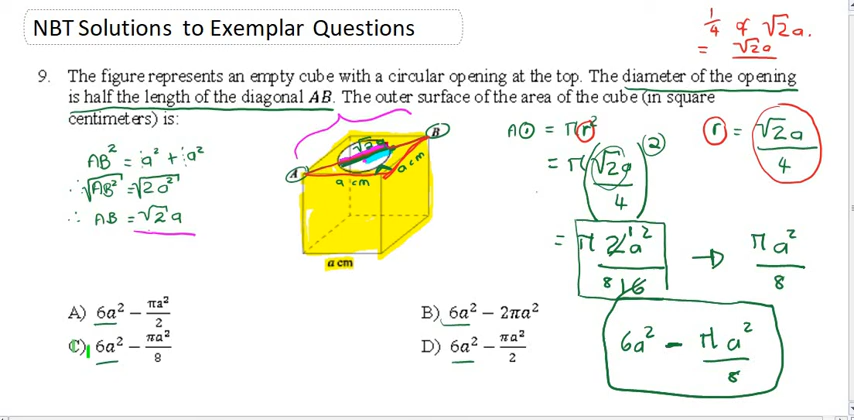 NBT Solutions to Exemplar Questions
1/4 of √2a.
= √2a
9. The figure represents an empty cube with a circular opening at the top. The diameter of the opening
is half the length of the diagonal AB. The outer surface of the area of the cube (in square
centimeters) is:
AB² = a² + a²
∴ √AB² = √2a²
∴ AB = √2 a
A
B
√2a
a cm
a cm
a cm
A⊙ = πr²
= π(√2a/4)²
= π2a²/16
1
8
→ πa²/8
r = √2a/4
6a² - πa²/8
A) 6a² − πa²/2
B) 6a² − 2πa²
C) 6a² − πa²/8
D) 6a² − πa²/2